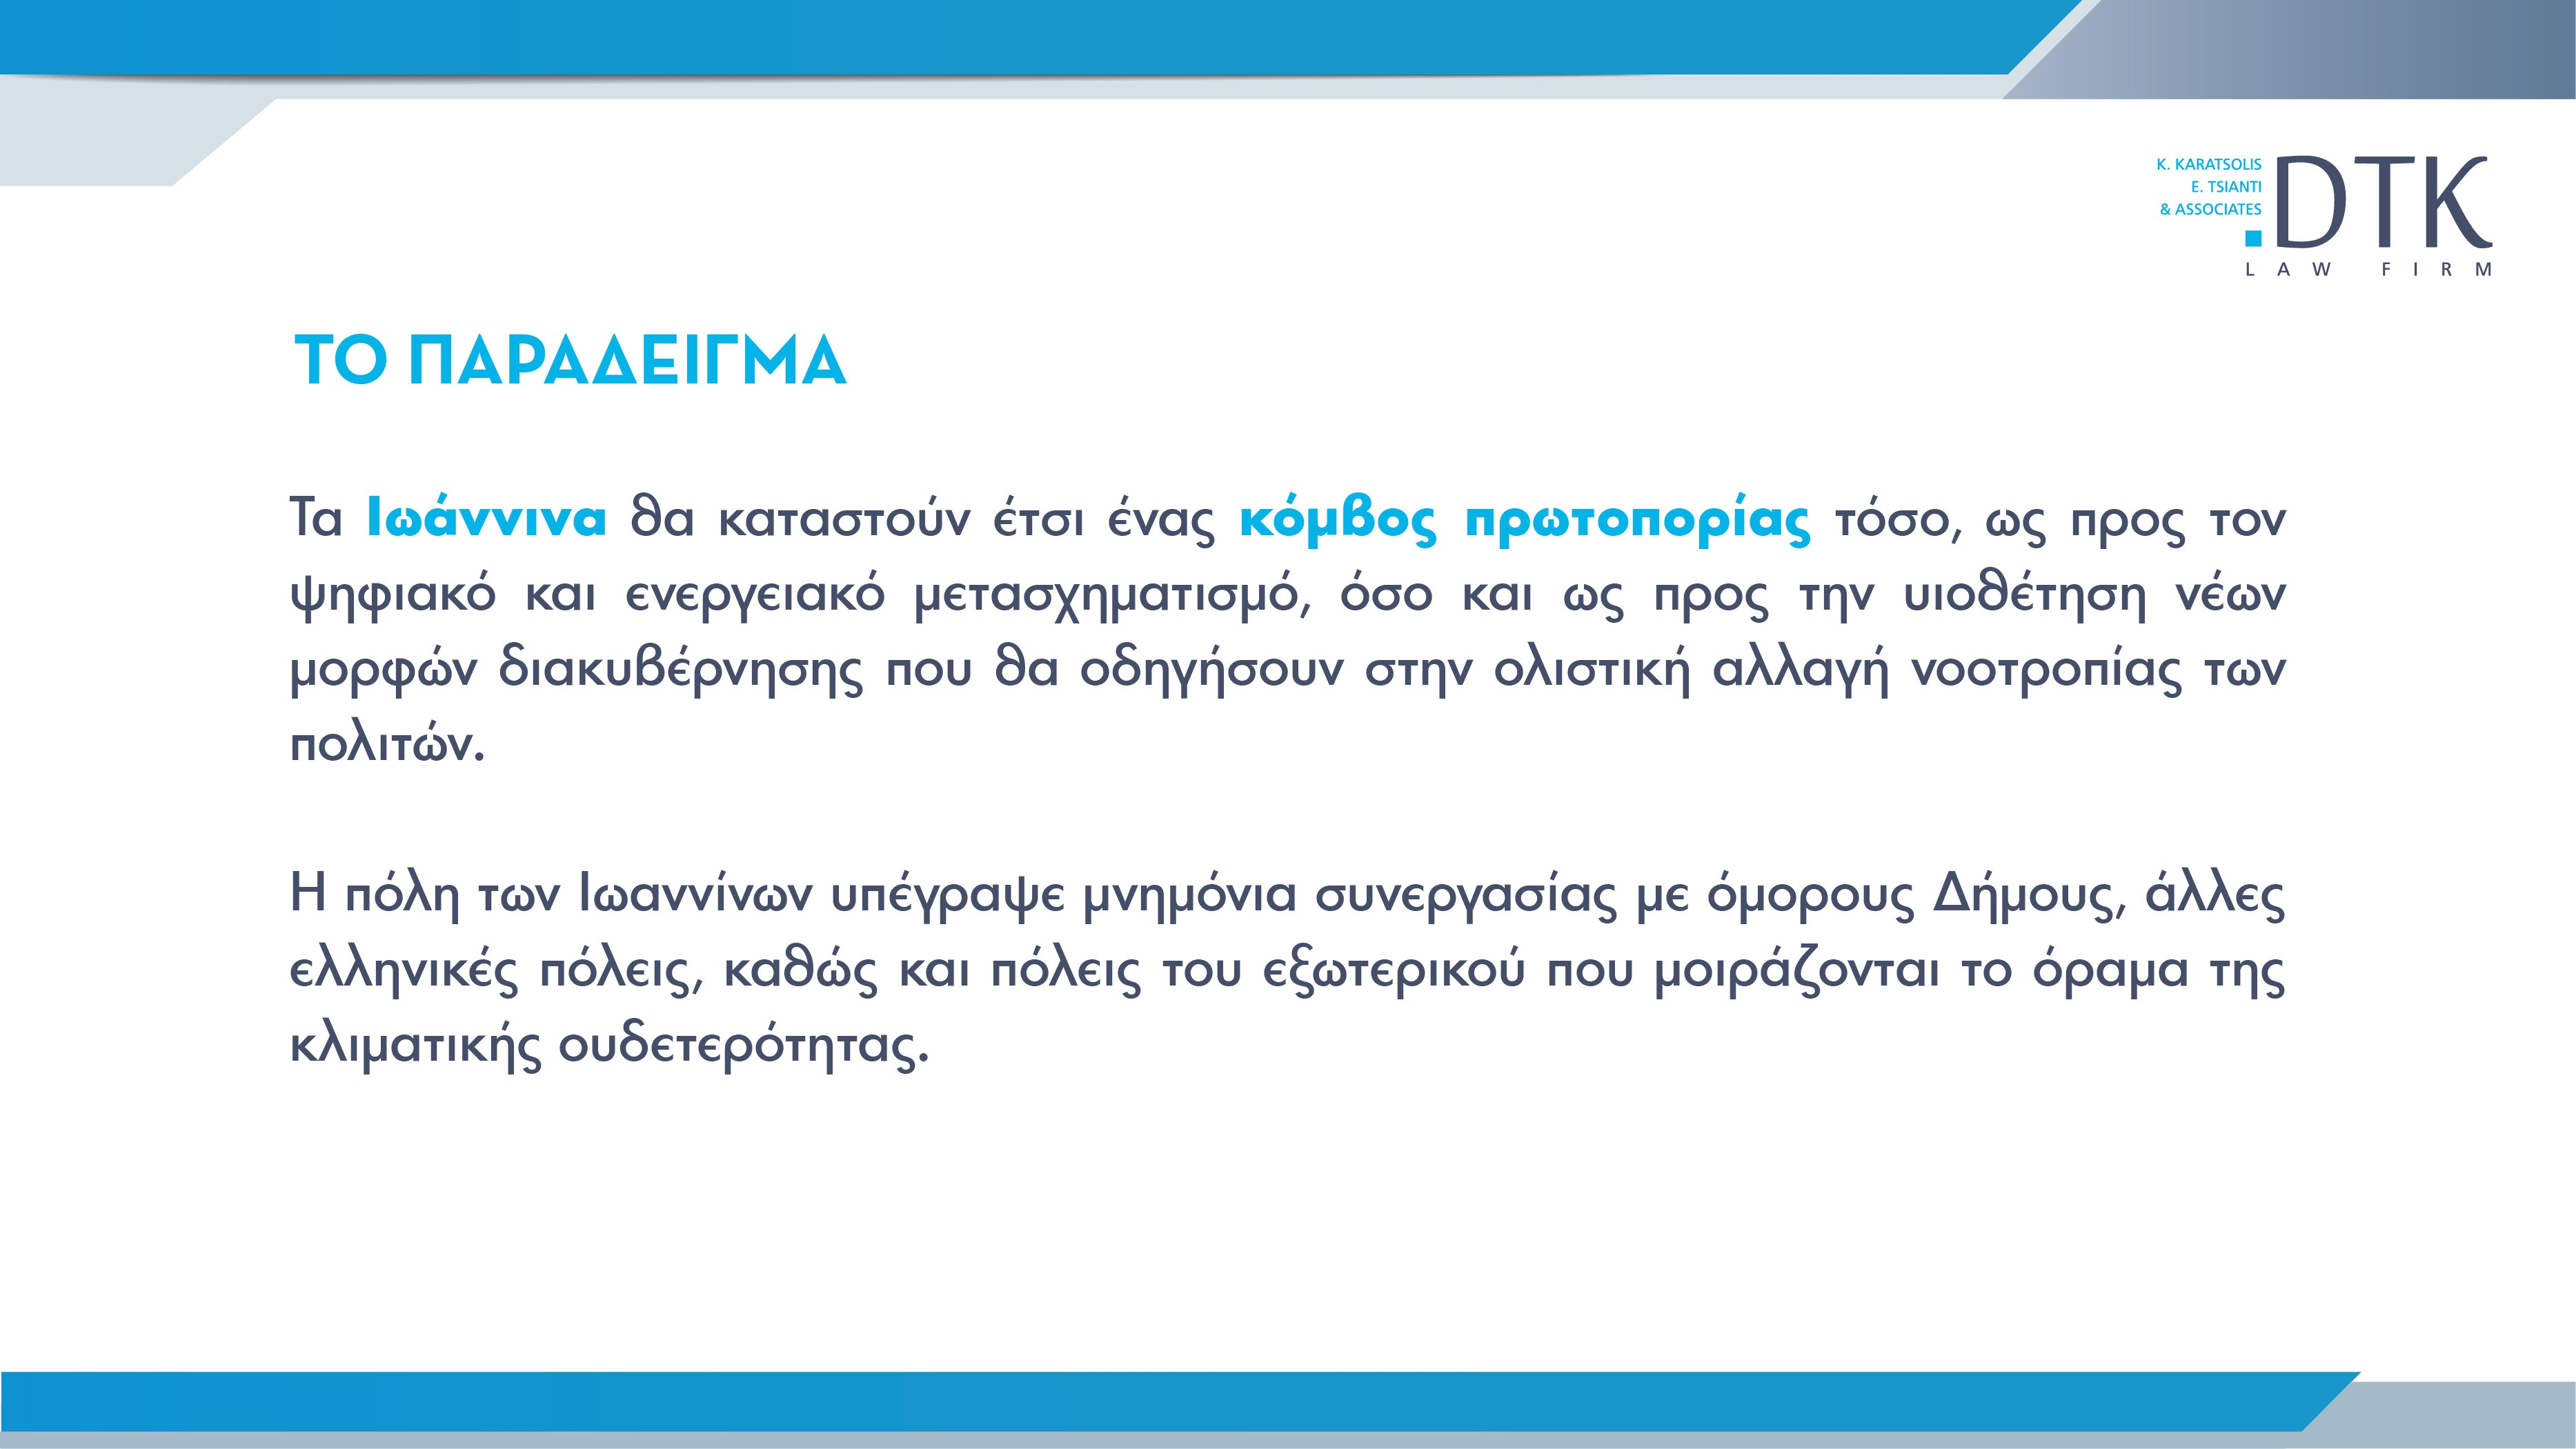 K. KARATSOLIS
E. TSIANTI
& ASSOCIATES
DTK
LAW FIRM
ΤΟ ΠΑΡΑΔΕΙΓΜΑ
Τα Ιωάννινα θα καταστούν έτσι ένας κόμβος πρωτοπορίας τόσο, ως προς τον
ψηφιακό και ενεργειακό μετασχηματισμό, όσο και ως προς την υιοθέτηση νέων
μορφών διακυβέρνησης που θα οδηγήσουν στην ολιστική αλλαγή νοοτροπίας των
πολιτών.
Η πόλη των Ιωαννίνων υπέγραψε μνημόνια συνεργασίας με όμορους Δήμους, άλλες
ελληνικές πόλεις, καθώς και πόλεις του εξωτερικού που μοιράζονται το όραμα της
κλιματικής ουδετερότητας.